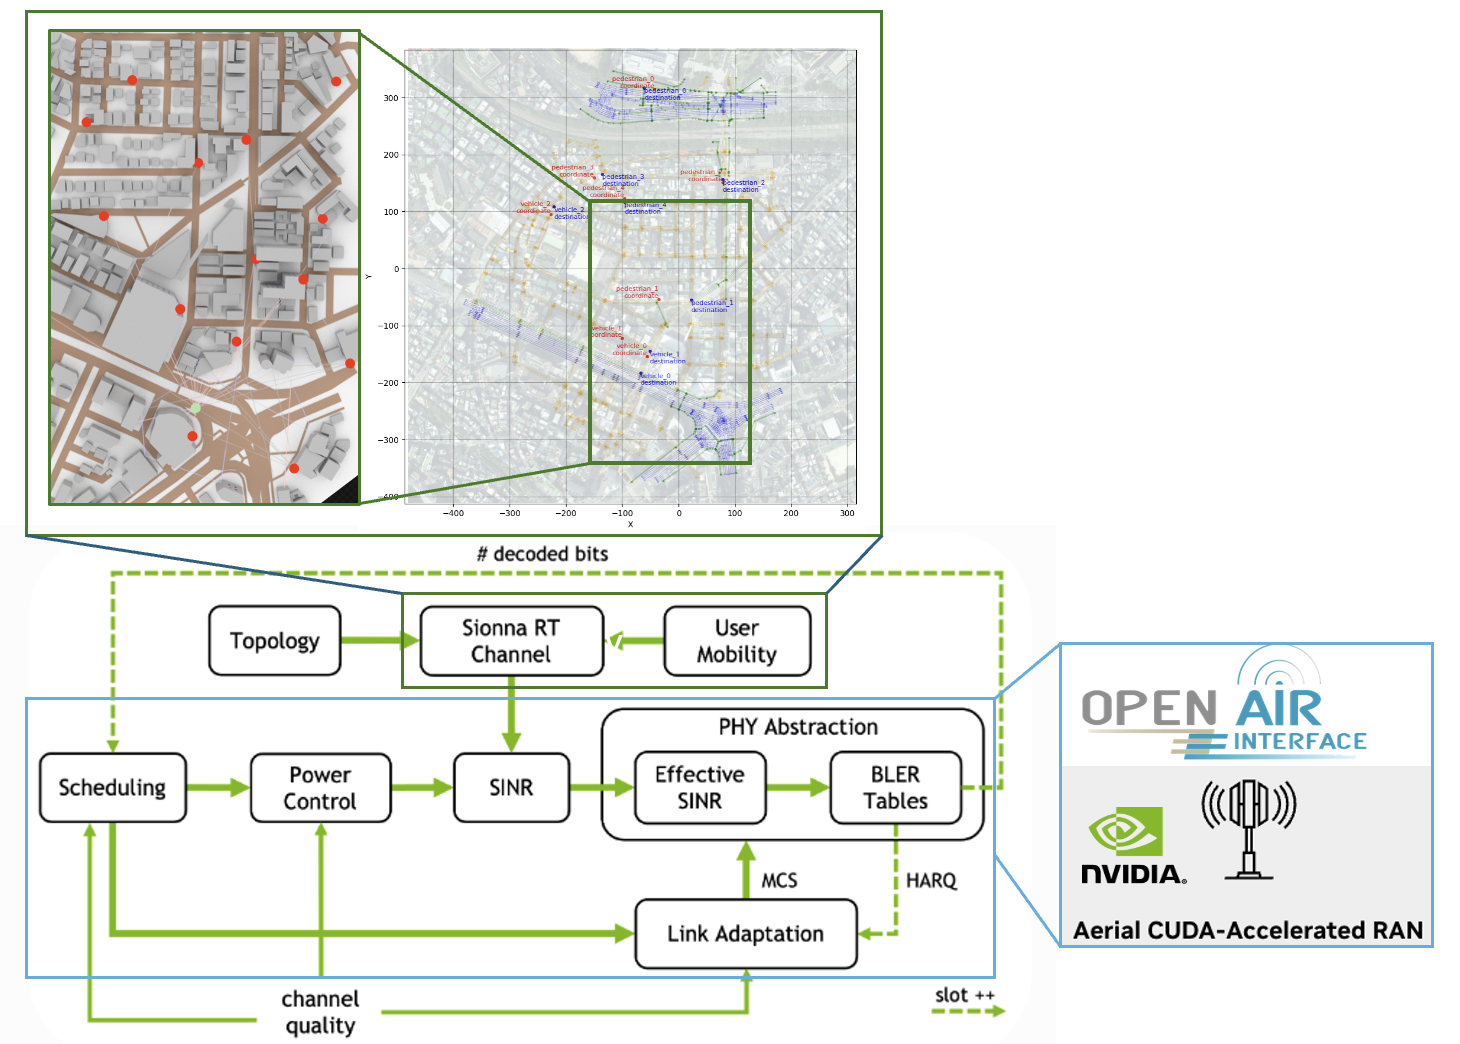 300
200
100
0
−100
−200
−300
−400
−400
−300
−200
−100
0
100
200
300
X
Y
pedestrian_0
coordinate
pedestrian_0
destination
pedestrian_3
coordinate
pedestrian_3
destination
pedestrian_4
coordinate
pedestrian_4
destination
pedestrian
coordinate
pedestrian_2
destination
vehicle_2
coordinate
vehicle_2
destination
pedestrian_1
coordinate
pedestrian_1
destination
vehicle_1
coordinate
vehicle_0
coordinate
vehicle_1
destination
vehicle_0
destination
# decoded bits
Topology
Sionna RT
Channel
User
Mobility
PHY Abstraction
Scheduling
Power
Control
SINR
Effective
SINR
BLER
Tables
MCS
HARQ
Link Adaptation
channel
quality
slot ++
OPEN AIR
INTERFACE
NVIDIA.
Aerial CUDA-Accelerated RAN